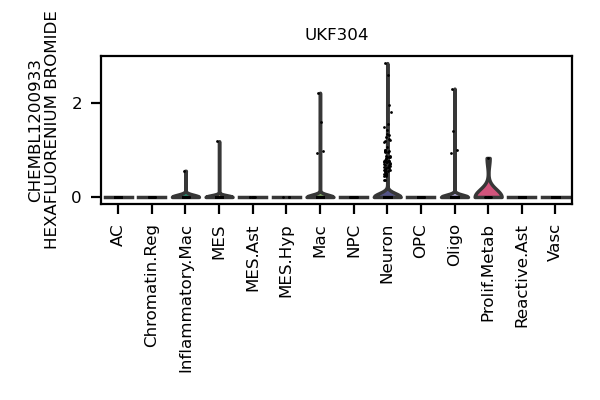 UKF304
CHEMBL1200933
HEXAFLUORENIUM BROMIDE
2
0
AC
Chromatin.Reg
Inflammatory.Mac
MES
MES.Ast
MES.Hyp
Mac
NPC
Neuron
OPC
Oligo
Prolif.Metab
Reactive.Ast
Vasc